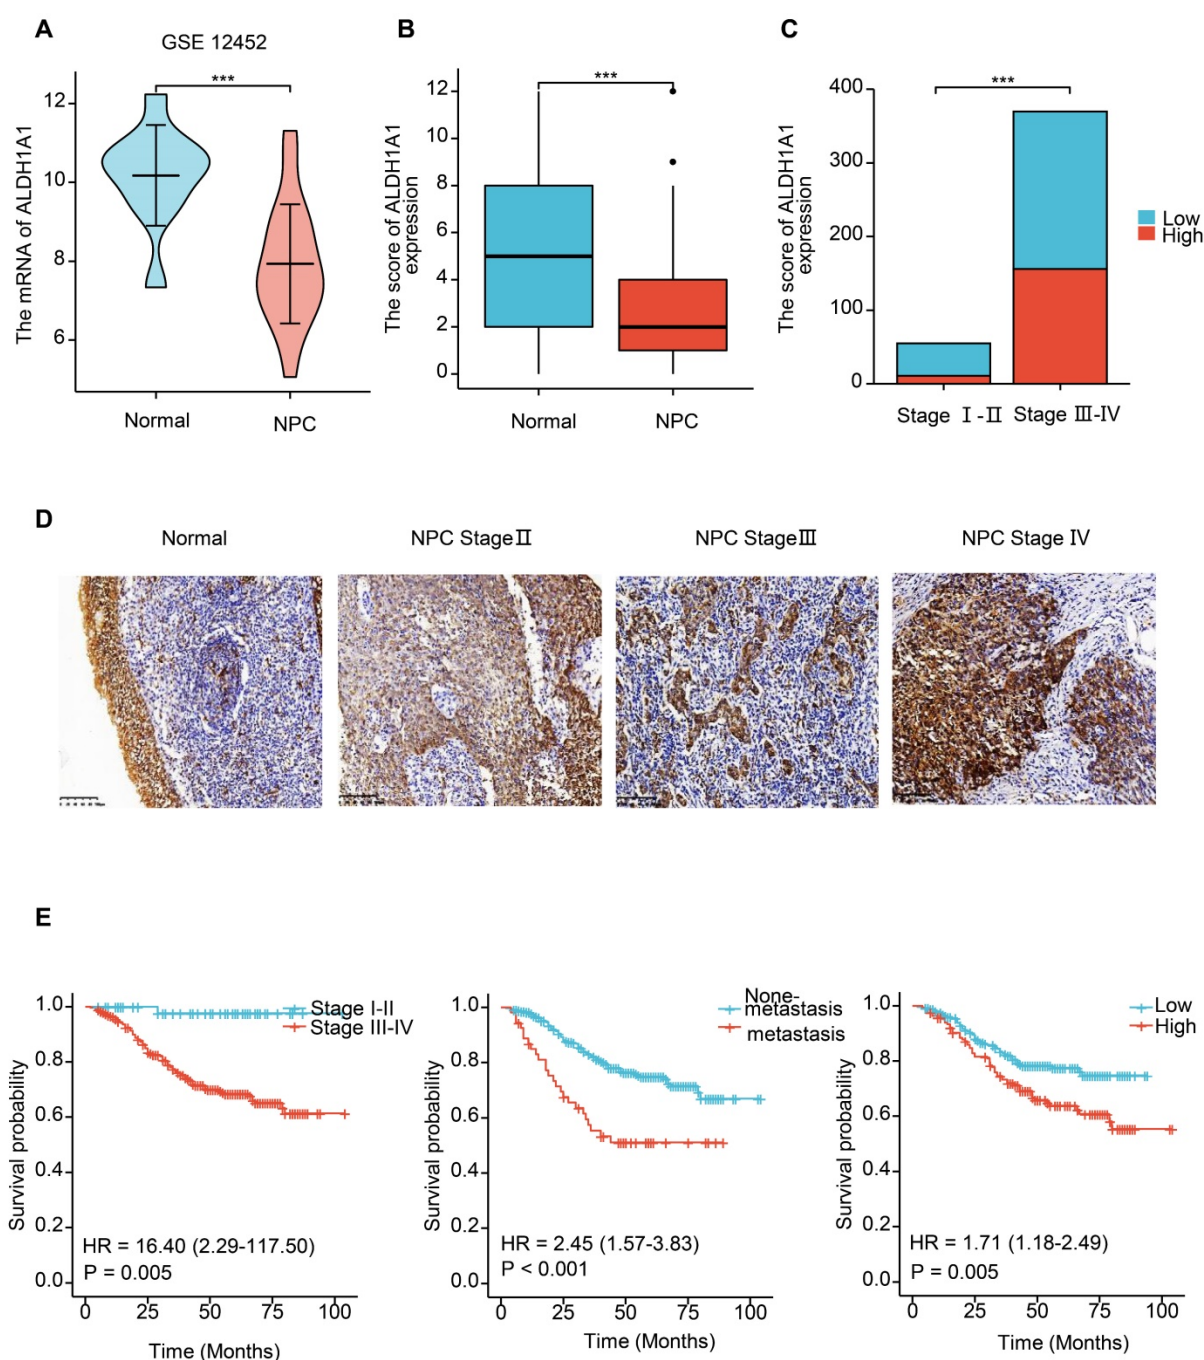 A
GSE 12452
***
The mRNA of ALDH1A1
12
10
8
6
Normal
NPC
B
***
The score of ALDH1A1
expression
12
10
8
6
4
2
0
Normal
NPC
C
***
The score of ALDH1A1
expression
400
300
200
100
0
Stage Ⅰ-Ⅱ
Stage Ⅲ-Ⅳ
Low
High
D
Normal
NPC StageⅡ
NPC StageⅢ
NPC Stage Ⅳ
E
Survival probability
1.0
0.8
0.6
0.4
0.2
0.0
Stage I-II
Stage III-IV
HR = 16.40 (2.29-117.50)
P = 0.005
0 25 50 75 100
Time (Months)
Survival probability
1.0
0.8
0.6
0.4
0.2
0.0
None-
metastasis
metastasis
HR = 2.45 (1.57-3.83)
P < 0.001
0 25 50 75 100
Time (Months)
Survival probability
1.0
0.8
0.6
0.4
0.2
0.0
Low
High
HR = 1.71 (1.18-2.49)
P = 0.005
0 25 50 75 100
Time (Months)